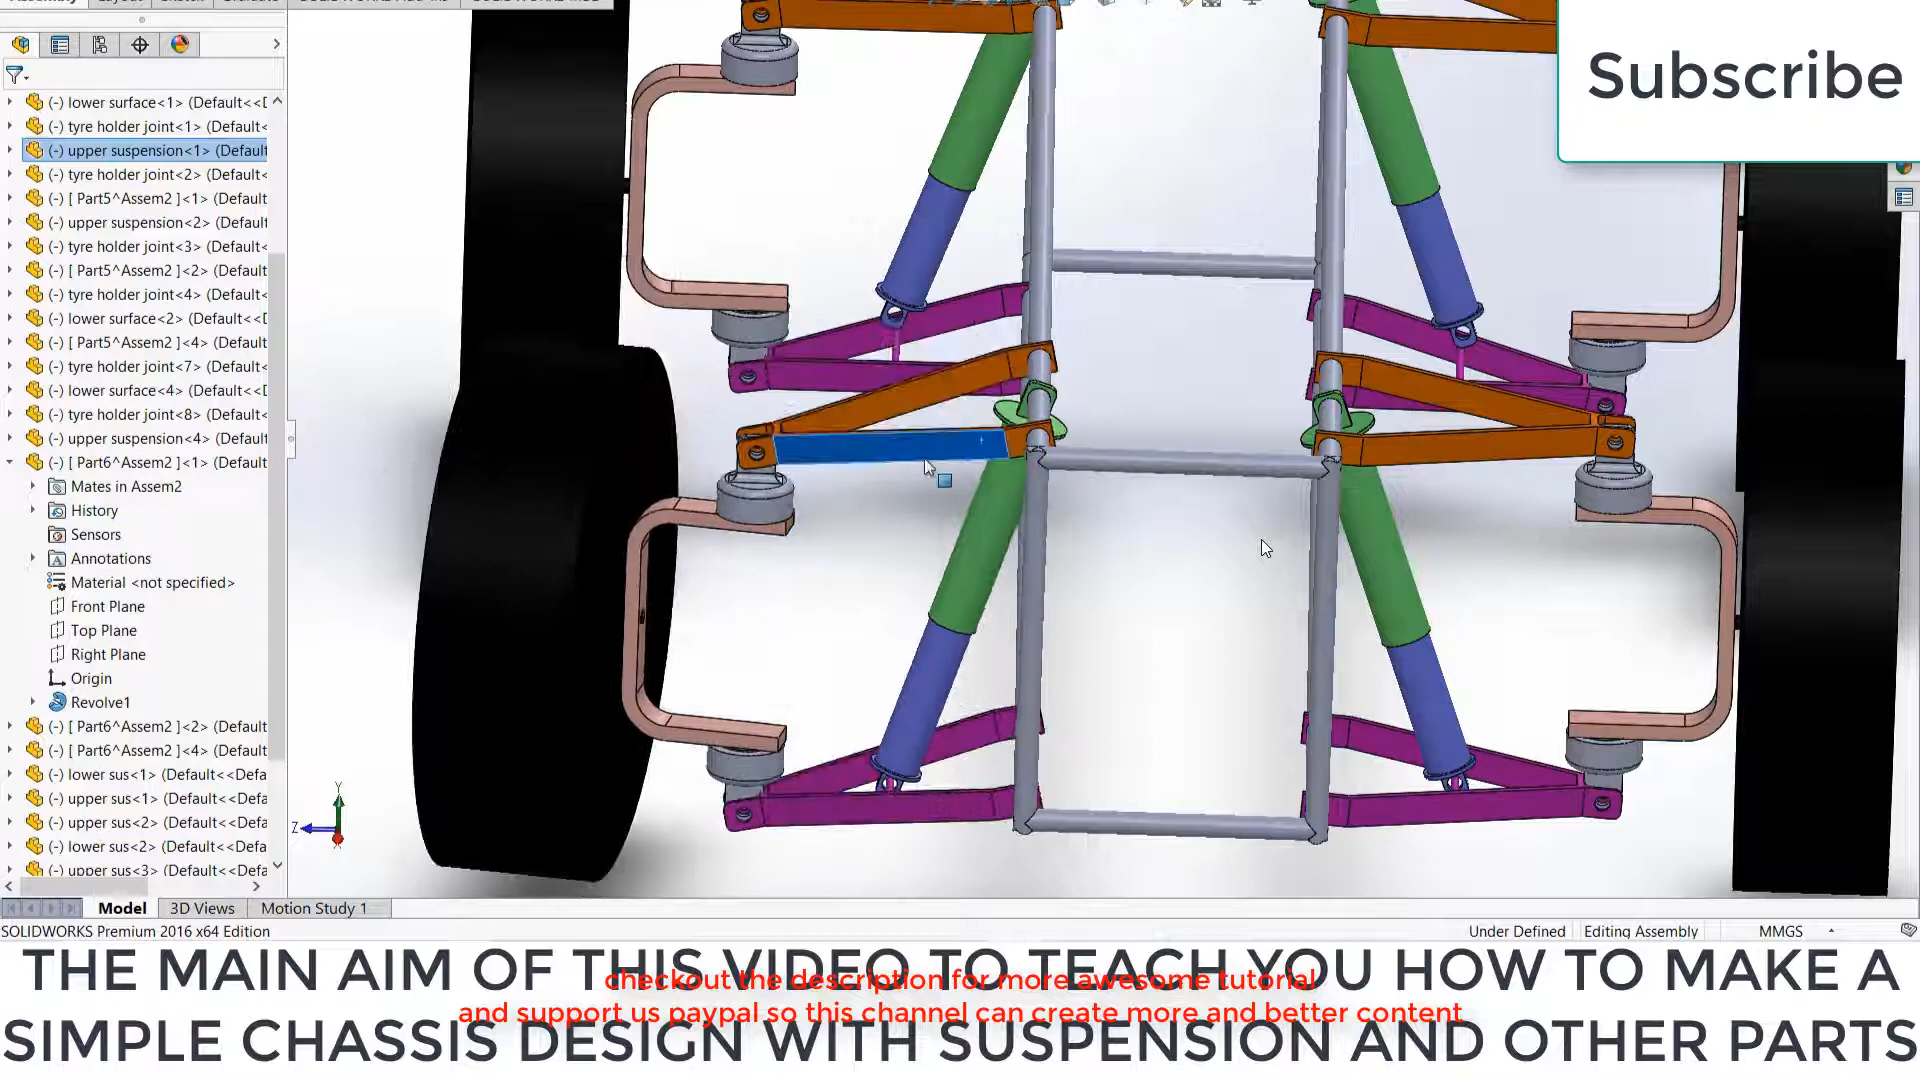 Subscribe
(-) lower surface<1> (Default<<D
(-) tyre holder joint<1> (Default<
(-) upper suspension<1> (Default
(-) tyre holder joint<2> (Default<
(-) [ Part5^Assem2 ]<1> (Default
(-) upper suspension<2> (Default
(-) tyre holder joint<3> (Default<
(-) [ Part5^Assem2 ]<2> (Default
(-) tyre holder joint<4> (Default<
(-) lower surface<2> (Default<<D
(-) [ Part5^Assem2 ]<4> (Default
(-) tyre holder joint<7> (Default<
(-) lower surface<4> (Default<<D
(-) tyre holder joint<8> (Default<
(-) upper suspension<4> (Default
(-) [ Part6^Assem2 ]<1> (Default
Mates in Assem2
History
Sensors
Annotations
Material <not specified>
Front Plane
Top Plane
Right Plane
Origin
Revolve1
(-) [ Part6^Assem2 ]<2> (Default
(-) [ Part6^Assem2 ]<4> (Default
(-) lower sus<1> (Default<<Defa
(-) upper sus<1> (Default<<Defa
(-) upper sus<2> (Default<<Defa
(-) lower sus<2> (Default<<Defa
(-) upper sus<3> (Default<<Defa
Y
Z
Model
3D Views
Motion Study 1
SOLIDWORKS Premium 2016 x64 Edition
Under Defined
Editing Assembly
MMGS
THE MAIN AIM OF THIS VIDEO TO TEACH YOU HOW TO MAKE A
checkout the description for more awesome tutorial
and support us paypal so this channel can create more and better content
SIMPLE CHASSIS DESIGN WITH SUSPENSION AND OTHER PARTS